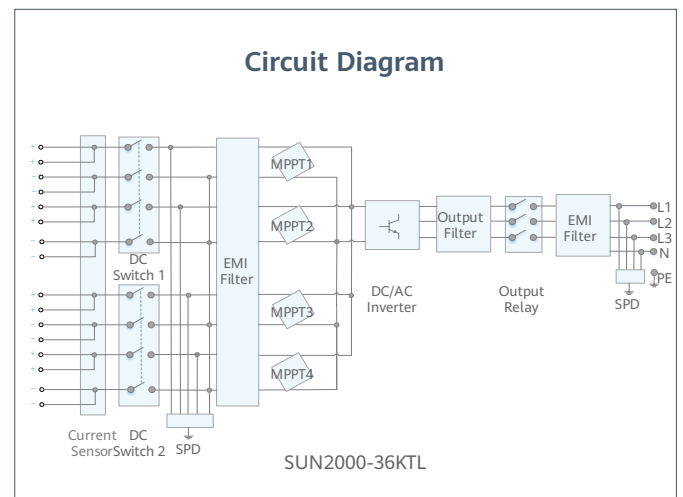 Circuit Diagram
+
+
-
-
+
+
-
-
DC
Switch 1
+
+
-
-
+
+
-
-
Current
Sensor
DC
Switch 2
SPD
EMI
Filter
MPPT1
MPPT2
MPPT3
MPPT4
DC/AC
Inverter
Output
Filter
Output
Relay
EMI
Filter
L1
L2
L3
N
PE
SPD
SUN2000-36KTL